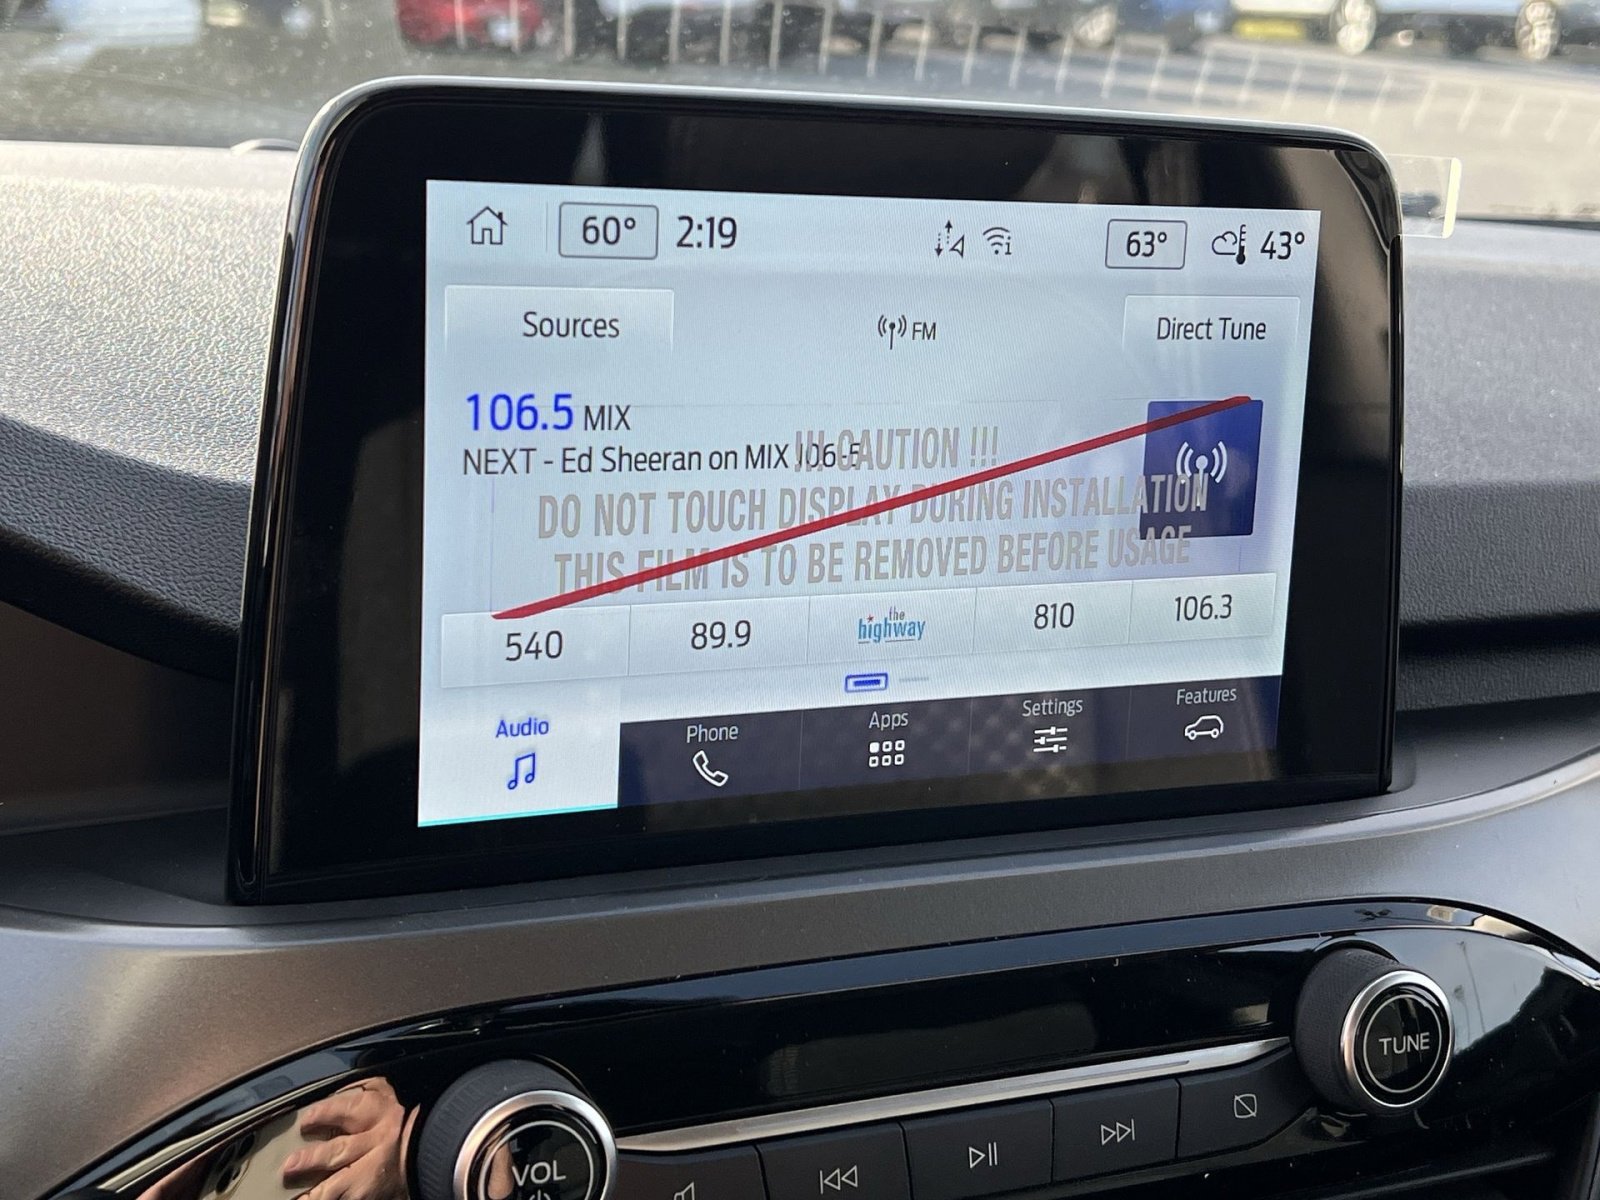 60° 2:19 63° 43°
Sources FM Direct Tune
106.5 MIX
NEXT - Ed Sheeran on MIX 106-5
!!! CAUTION !!!
DO NOT TOUCH DISPLAY DURING INSTALLATION
THIS FILM IS TO BE REMOVED BEFORE USAGE
540 89.9 the highway 810 106.3
Audio Phone Apps Settings Features
TUNE
VOL